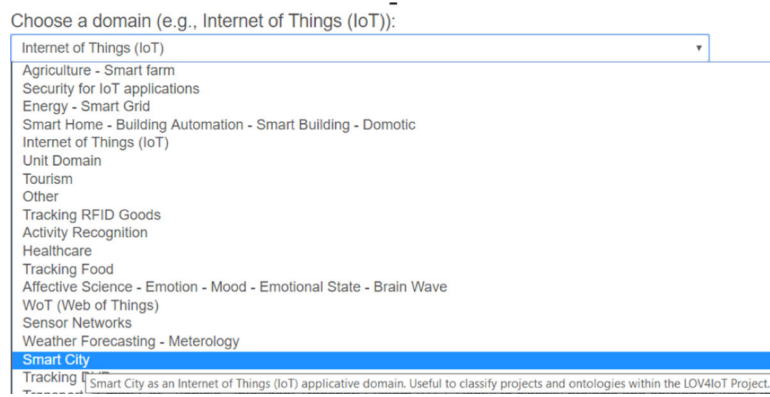 Choose a domain (e.g., Internet of Things (IoT)):
Internet of Things (IoT)
Agriculture - Smart farm
Security for IoT applications
Energy - Smart Grid
Smart Home - Building Automation - Smart Building - Domotic
Internet of Things (IoT)
Unit Domain
Tourism
Other
Tracking RFID Goods
Activity Recognition
Healthcare
Tracking Food
Affective Science - Emotion - Mood - Emotional State - Brain Wave
WoT (Web of Things)
Sensor Networks
Weather Forecasting - Meterology
Smart City
Tracking
Smart City as an Internet of Things (IoT) applicative domain. Useful to classify projects and ontologies within the LOV4IoT Project.